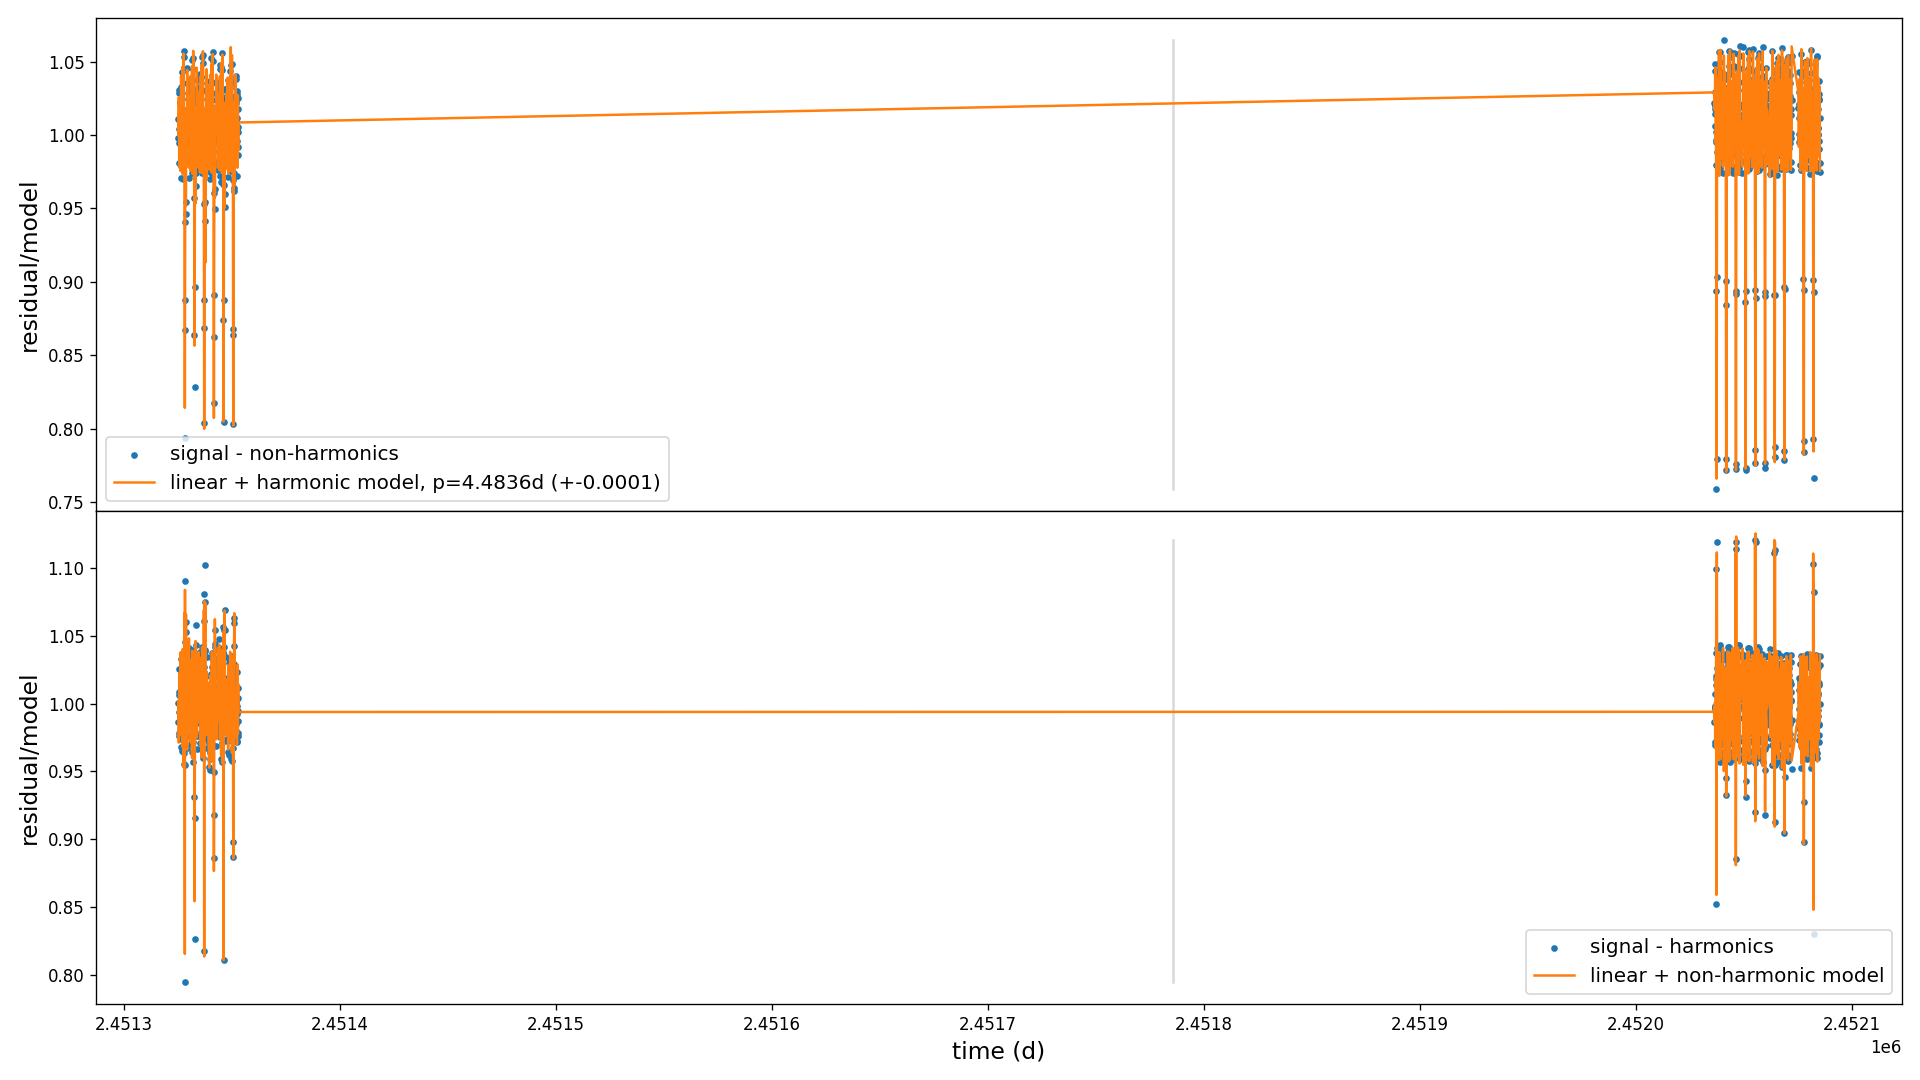 1.05
1.00
0.95
0.90
0.85
0.80
0.75
residual/model
signal - non-harmonics
linear + harmonic model, p=4.4836d (+-0.0001)
1.10
1.05
1.00
0.95
0.90
0.85
0.80
residual/model
signal - harmonics
linear + non-harmonic model
2.4513 2.4514 2.4515 2.4516 2.4517 2.4518 2.4519 2.4520 2.4521
1e6
time (d)